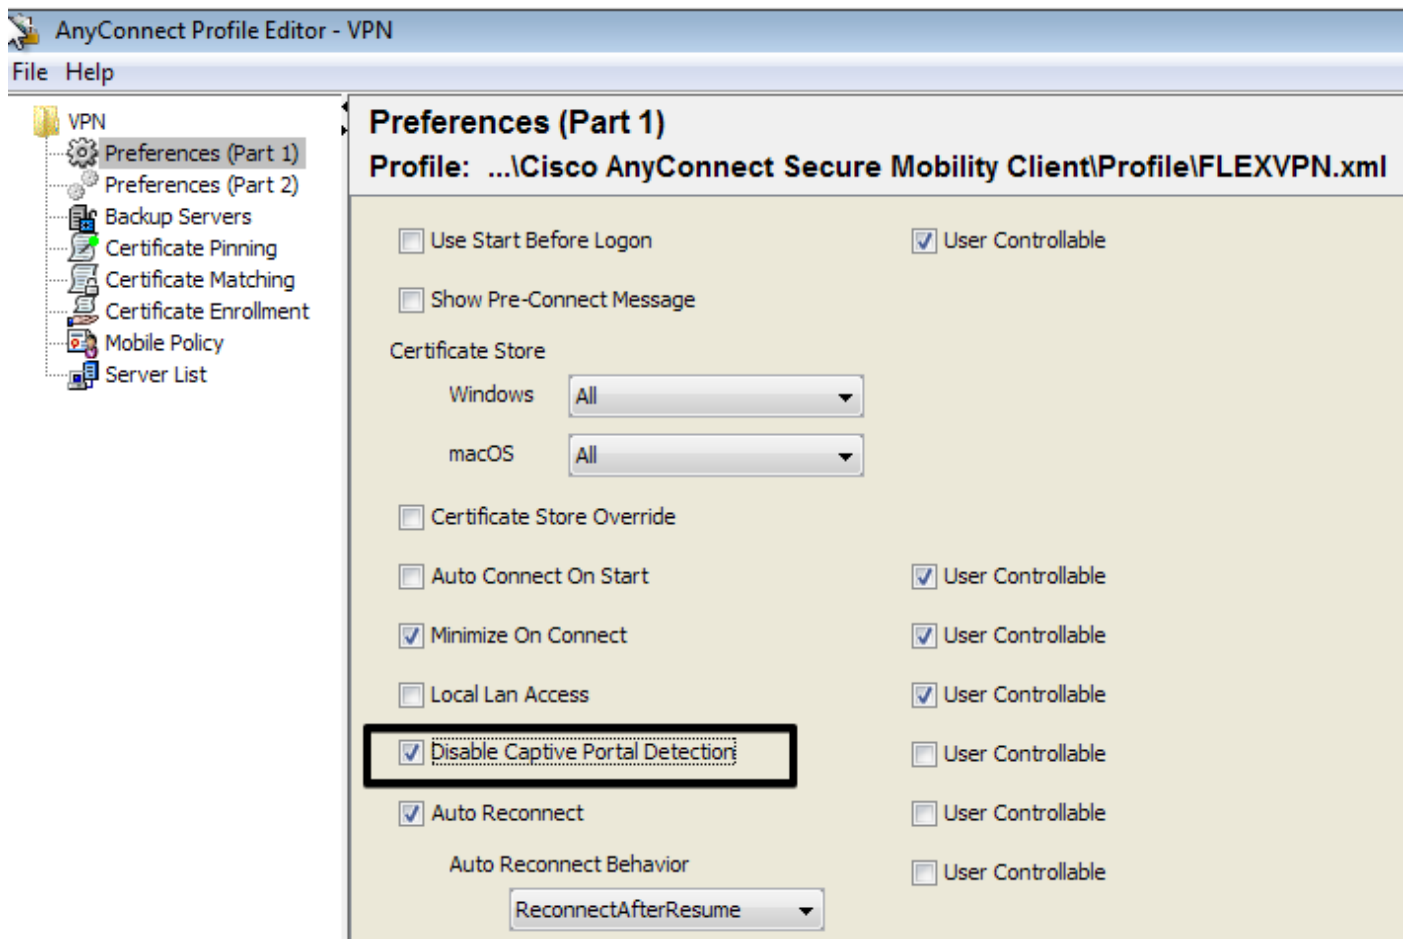 AnyConnect Profile Editor - VPN
File Help
VPN
Preferences (Part 1)
Preferences (Part 2)
Backup Servers
Certificate Pinning
Certificate Matching
Certificate Enrollment
Mobile Policy
Server List
Preferences (Part 1)
Profile: ...\Cisco AnyConnect Secure Mobility Client\Profile\FLEXVPN.xml
Use Start Before Logon User Controllable
Show Pre-Connect Message
Certificate Store
Windows All
macOS All
Certificate Store Override
Auto Connect On Start User Controllable
Minimize On Connect User Controllable
Local Lan Access User Controllable
Disable Captive Portal Detection User Controllable
Auto Reconnect User Controllable
Auto Reconnect Behavior User Controllable
ReconnectAfterResume